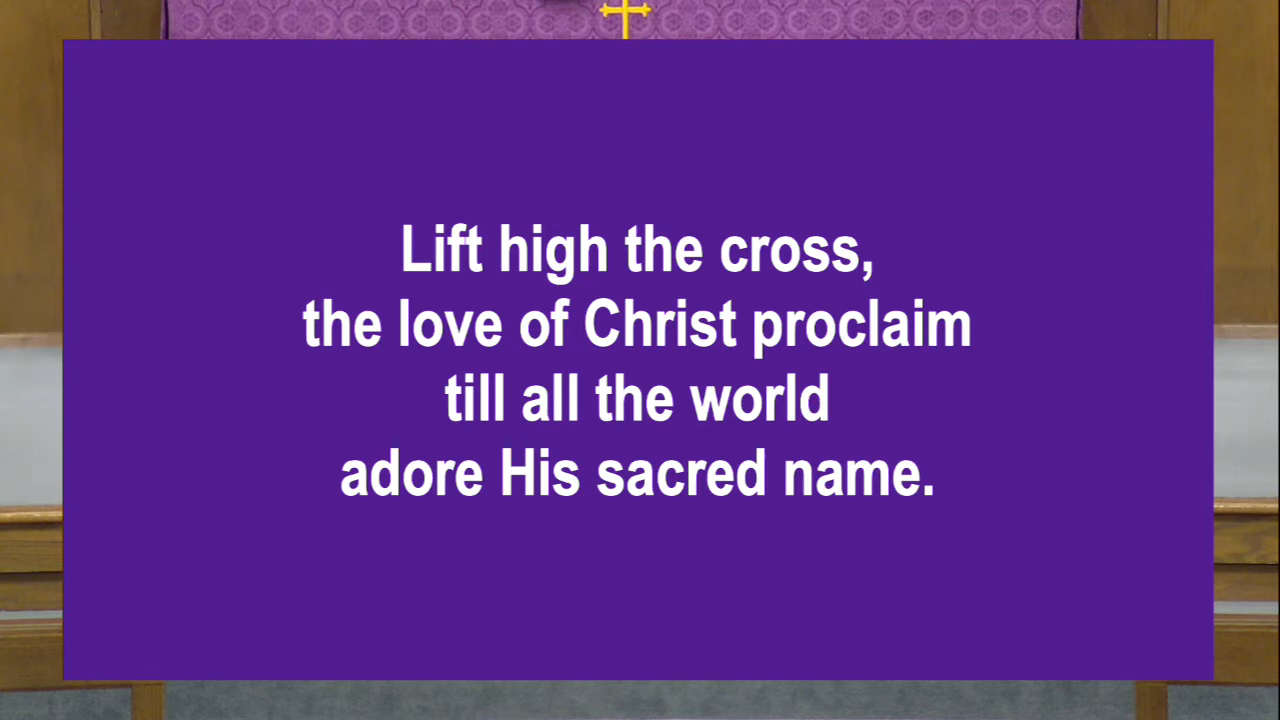 Lift high the cross,
the love of Christ proclaim
till all the world
adore His sacred name.